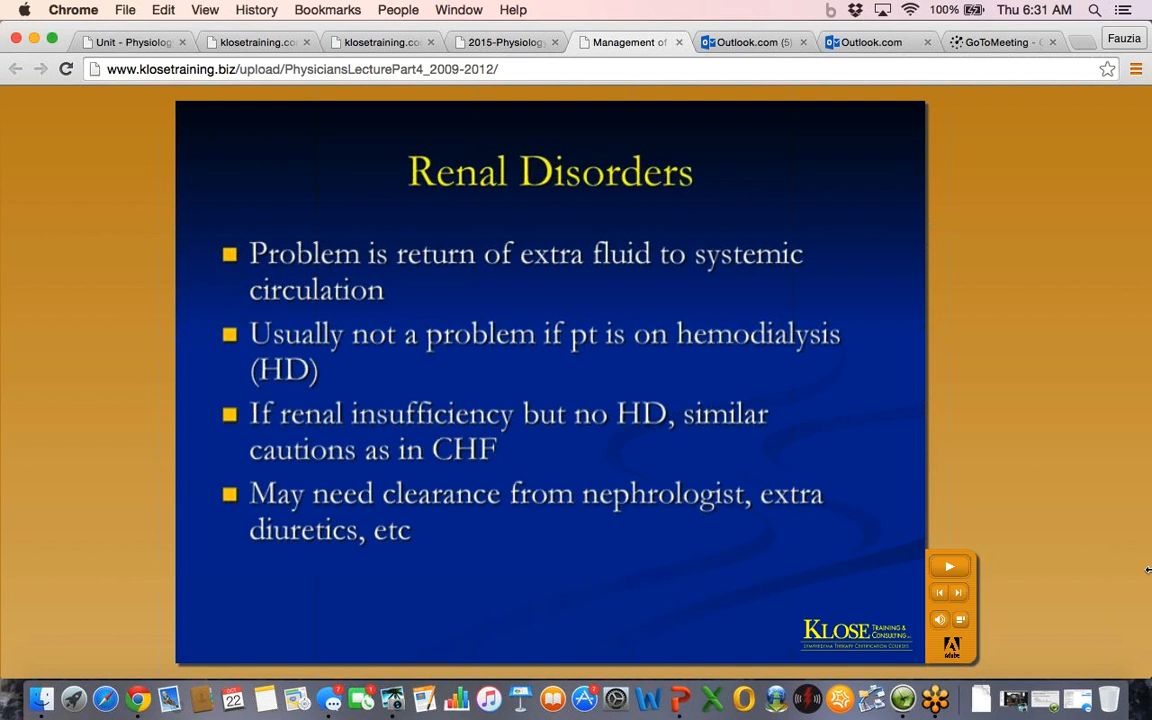 Chrome File Edit View History Bookmarks People Window Help 100% Thu 6:31 AM
Unit - Physiolog klosetraining.co klosetraining.co 2015-Physiology Management of Outlook.com (5) Outlook.com GoToMeeting - Fauzia
www.klosetraining.biz/upload/PhysiciansLecturePart4_2009-2012/
Renal Disorders
Problem is return of extra fluid to systemic
circulation
Usually not a problem if pt is on hemodialysis
(HD)
If renal insufficiency but no HD, similar
cautions as in CHF
May need clearance from nephrologist, extra
diuretics, etc
KLOSE TRAINING &
CONSULTING
LYMPHEDEMA THERAPY CERTIFICATION COURSES
Adobe
OCT
22